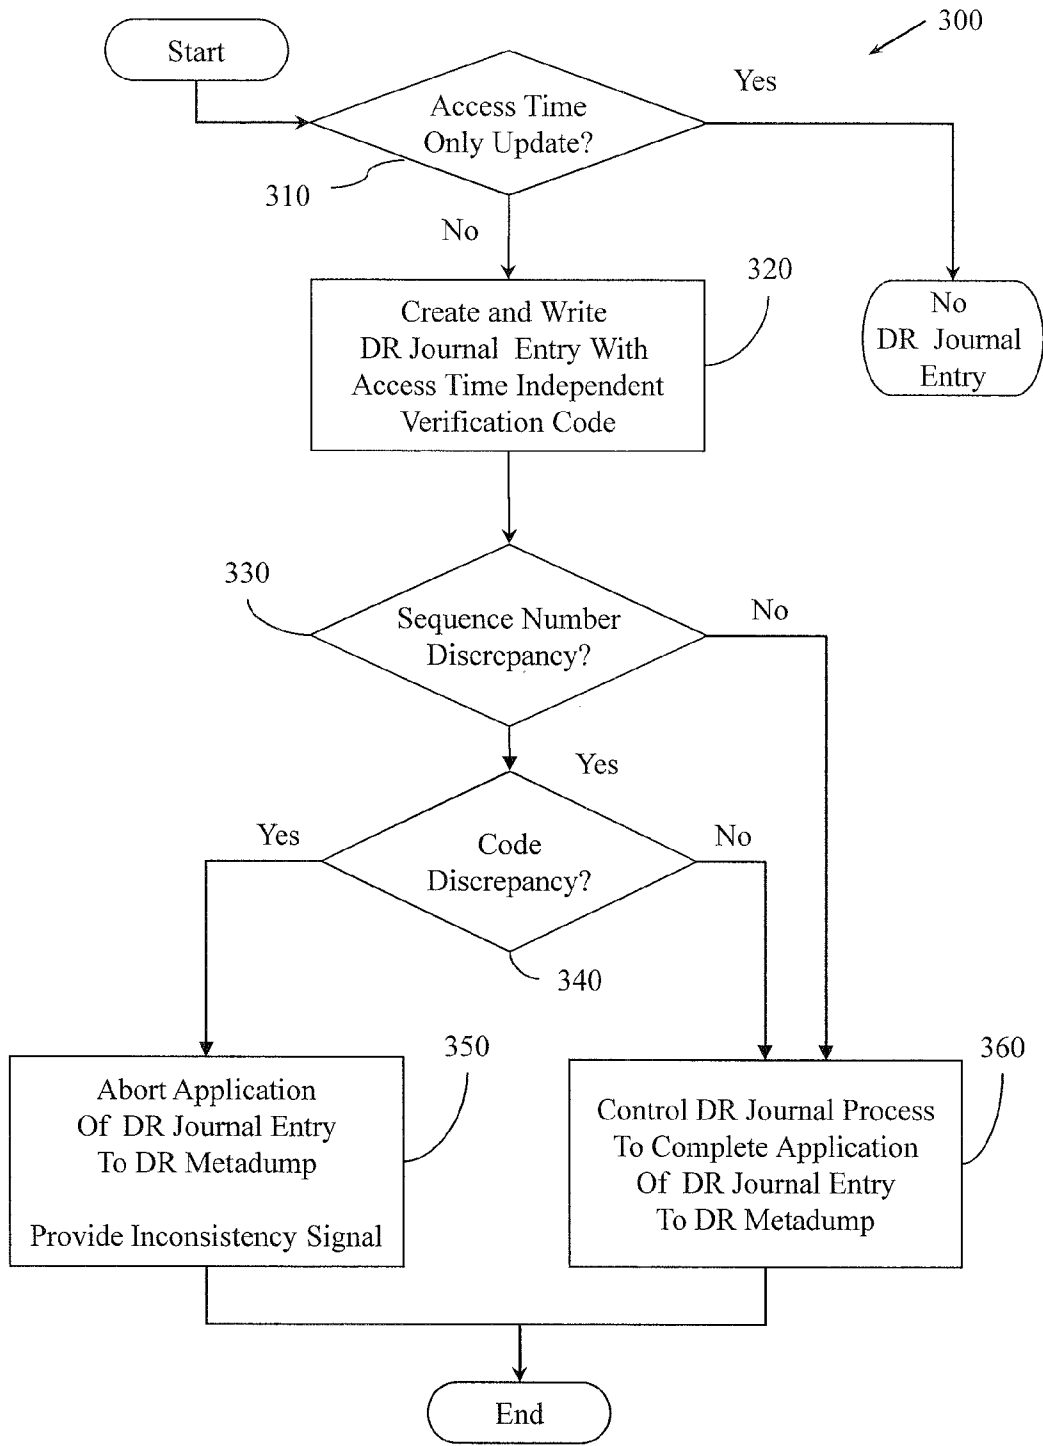 Start
300
Access Time
Only Update?
Yes
310
No
320
No
DR Journal
Entry
Create and Write
DR Journal Entry With
Access Time Independent
Verification Code
330
Sequence Number
Discrepancy?
No
Yes
Yes
Code
Discrepancy?
No
340
350
Abort Application
Of DR Journal Entry
To DR Metadump
Provide Inconsistency Signal
360
Control DR Journal Process
To Complete Application
Of DR Journal Entry
To DR Metadump
End